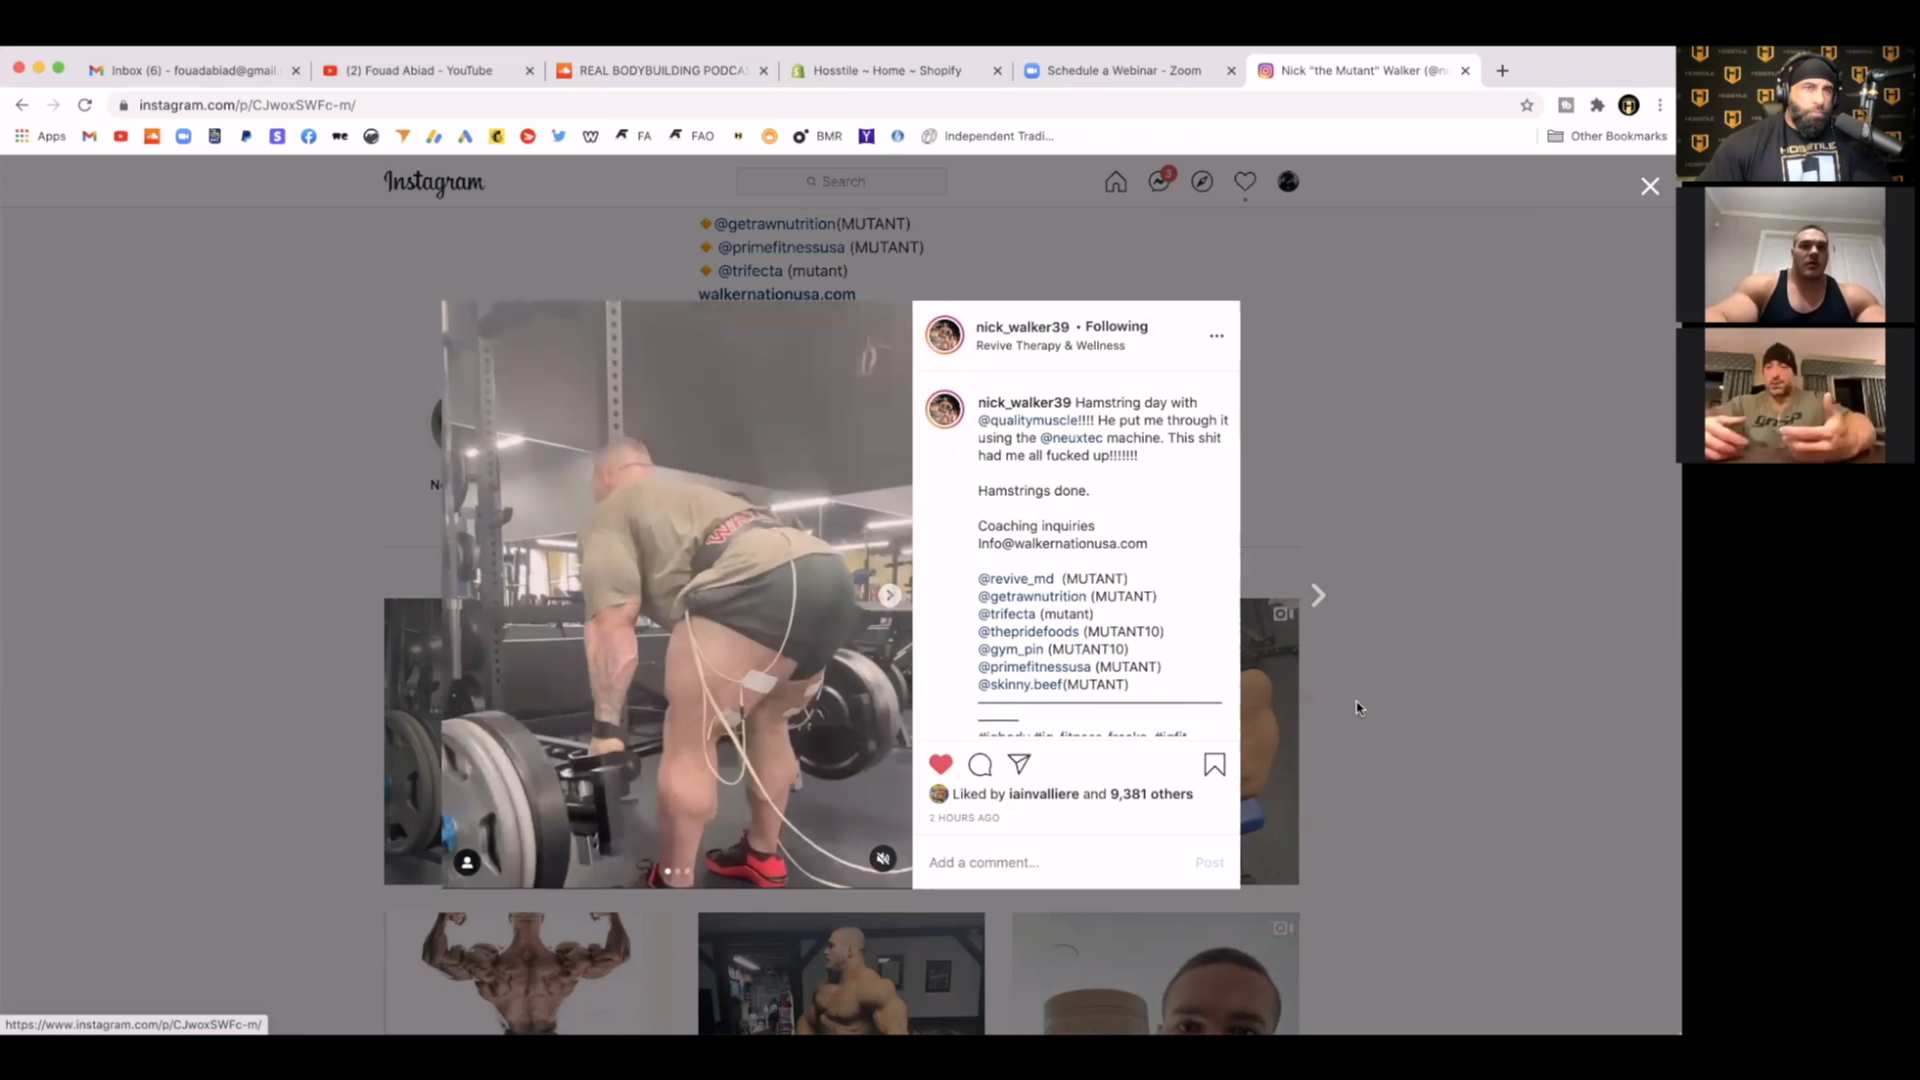 Inbox (6) - fouadabiad@gmail.
(2) Fouad Abiad - YouTube
REAL BODYBUILDING PODCA
Hosstile ~ Home ~ Shopify
Schedule a Webinar - Zoom
Nick "the Mutant" Walker (@n
instagram.com/p/CJwoxSWFc-m/
Apps
we
FA
FAO
BMR
Independent Tradi...
Other Bookmarks
Instagram
Search
3
@getrawnutrition(MUTANT)
@primefitnessusa (MUTANT)
@trifecta (mutant)
walkernationusa.com
nick_walker39 • Following
Revive Therapy & Wellness
nick_walker39 Hamstring day with
@qualitymuscle!!!! He put me through it
using the @neuxtec machine. This shit
had me all fucked up!!!!!!!
Hamstrings done.
Coaching inquiries
Info@walkernationusa.com
@revive_md (MUTANT)
@getrawnutrition (MUTANT)
@trifecta (mutant)
@thepridefoods (MUTANT10)
@gym_pin (MUTANT10)
@primefitnessusa (MUTANT)
@skinny.beef(MUTANT)
Liked by iainvalliere and 9,381 others
2 HOURS AGO
Add a comment...
Post
https://www.instagram.com/p/CJwoxSWFc-m/
HOSSTILE